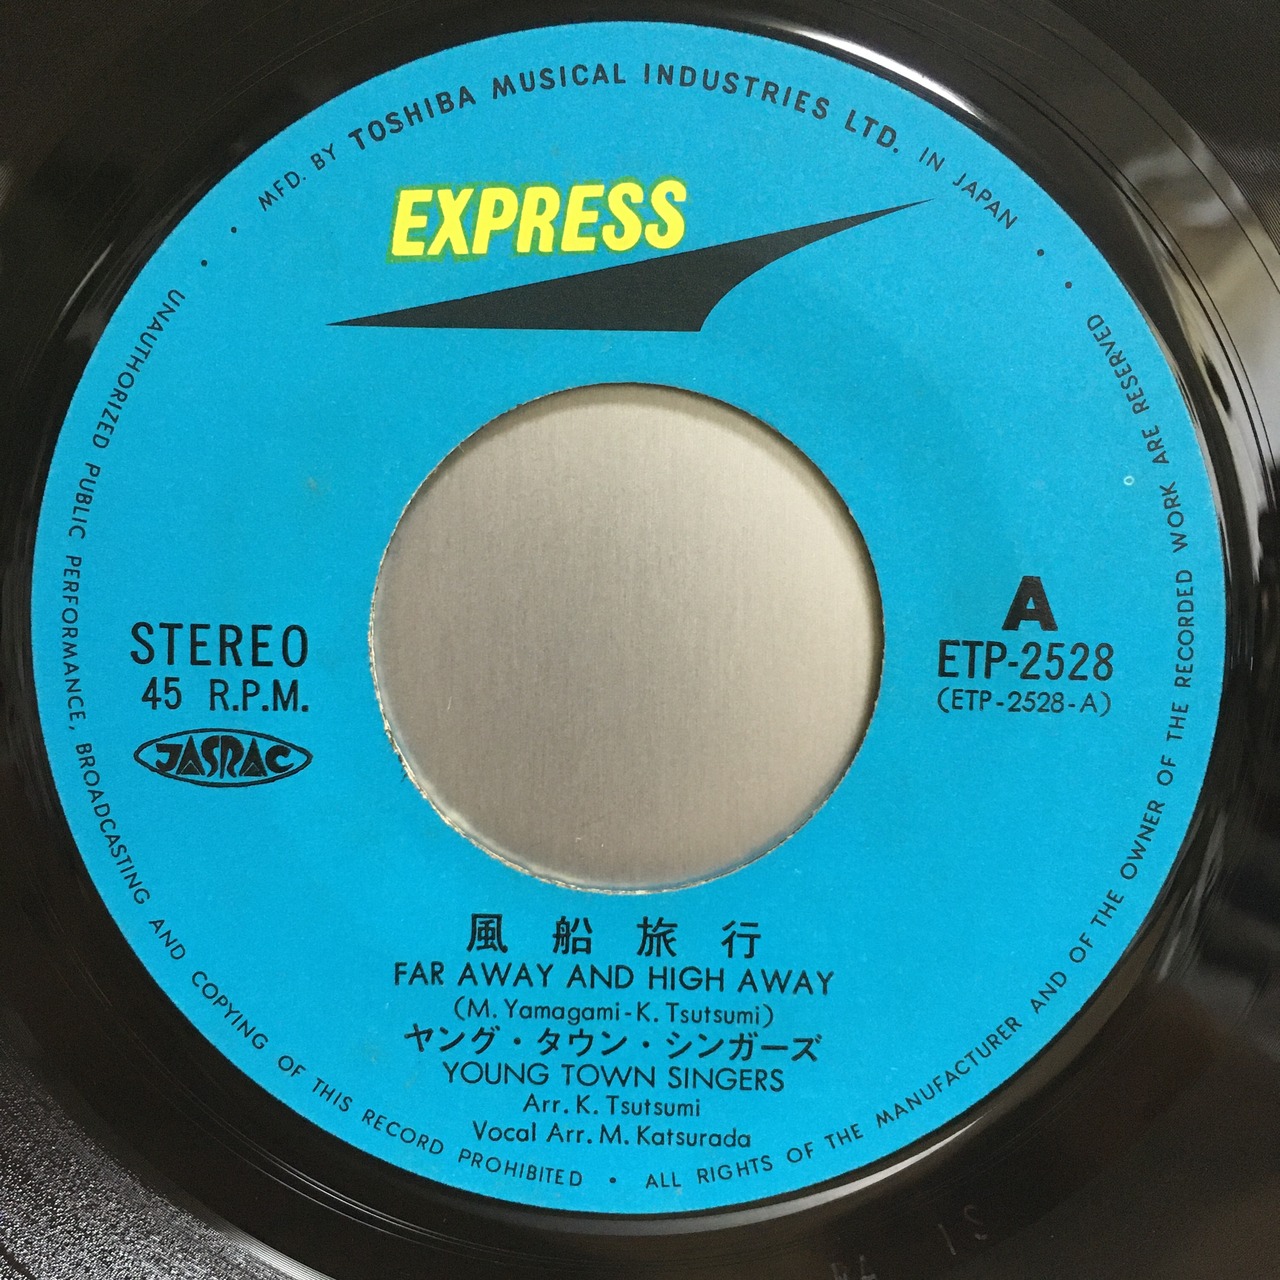 MFD. BY TOSHIBA MUSICAL INDUSTRIES LTD. IN JAPAN
EXPRESS
STEREO
45 R.P.M.
JASRAC
A
ETP-2528
(ETP-2528-A)
風船旅行
FAR AWAY AND HIGH AWAY
(M. Yamagami-K. Tsutsumi)
ヤング・タウン・シンガーズ
YOUNG TOWN SINGERS
Arr. K. Tsutsumi
Vocal Arr. M. Katsurada
UNAUTHORIZED PUBLIC PERFORMANCE, BROADCASTING AND COPYING OF THIS RECORD PROHIBITED • ALL RIGHTS OF THE MANUFACTURER AND OF THE OWNER OF THE RECORDED WORK ARE RESERVED